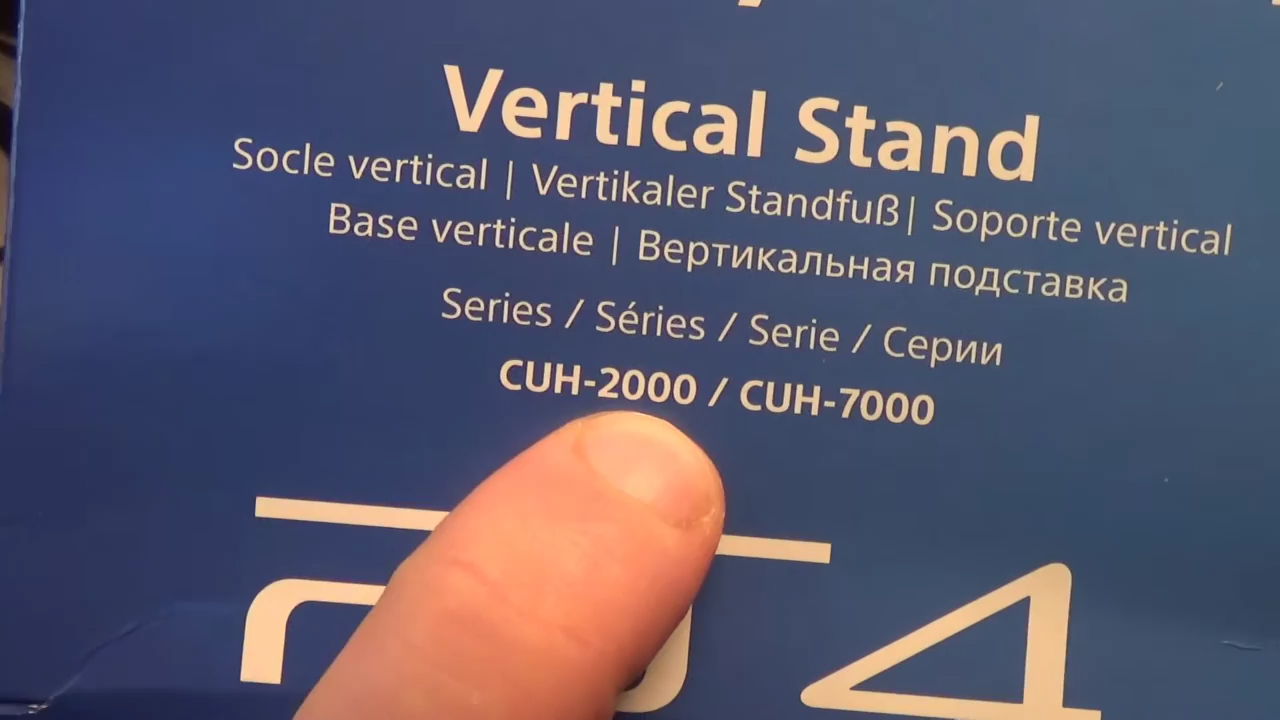 Vertical Stand
Socle vertical | Vertikaler Standfuß| Soporte vertical
Base verticale | Вертикальная подставка
Series / Séries / Serie / Серии
CUH-2000 / CUH-7000
4